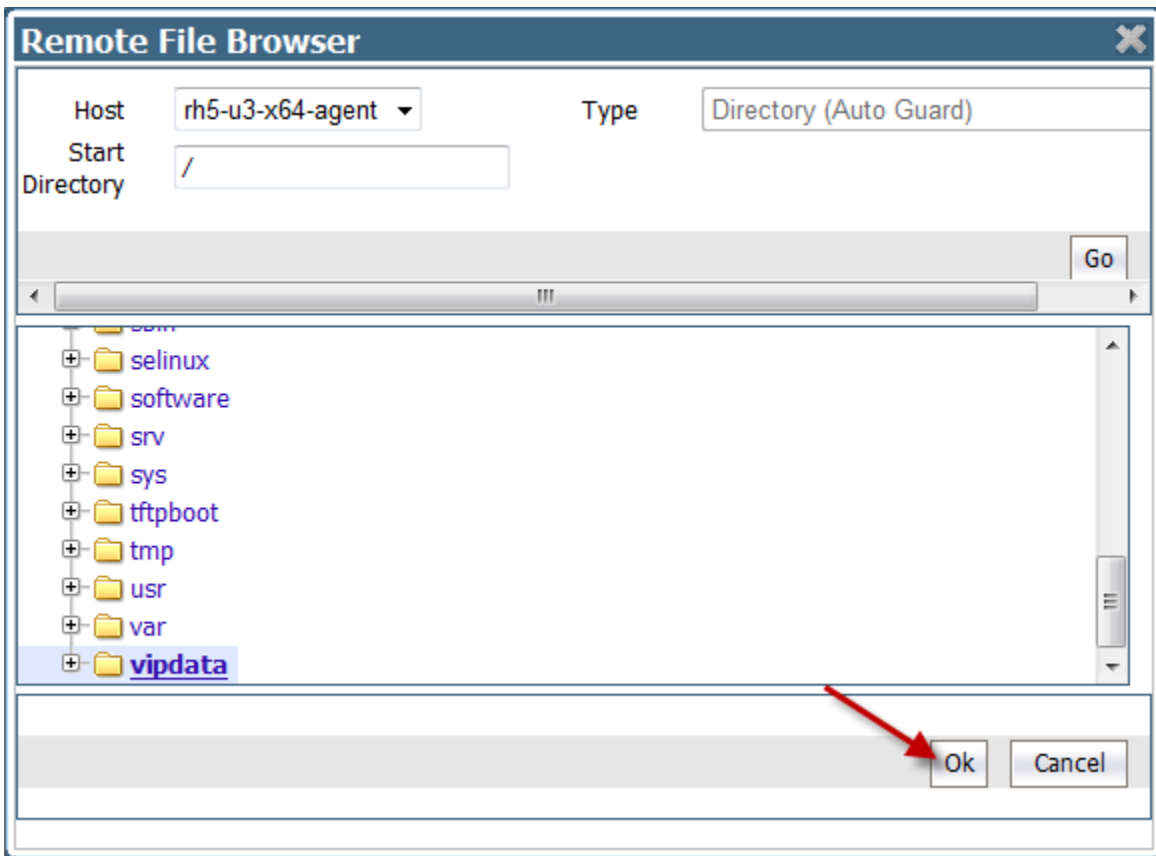 Remote File Browser
Host rh5-u3-x64-agent Type Directory (Auto Guard)
Start
Directory /
Go
sbin
selinux
software
srv
sys
tftpboot
tmp
usr
var
vipdata
Ok Cancel